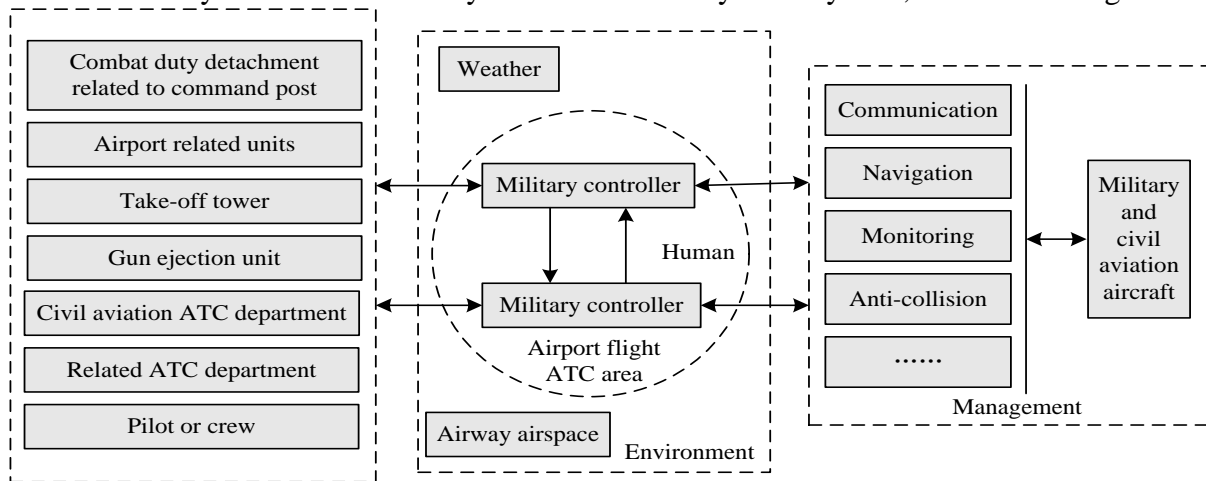 Combat duty detachment
related to command post
Airport related units
Take-off tower
Gun ejection unit
Civil aviation ATC department
Related ATC department
Pilot or crew
Weather
Military controller
Human
Military controller
Airport flight
ATC area
Airway airspace
Environment
Communication
Navigation
Monitoring
Anti-collision
......
Management
Military
and
civil
aviation
aircraft